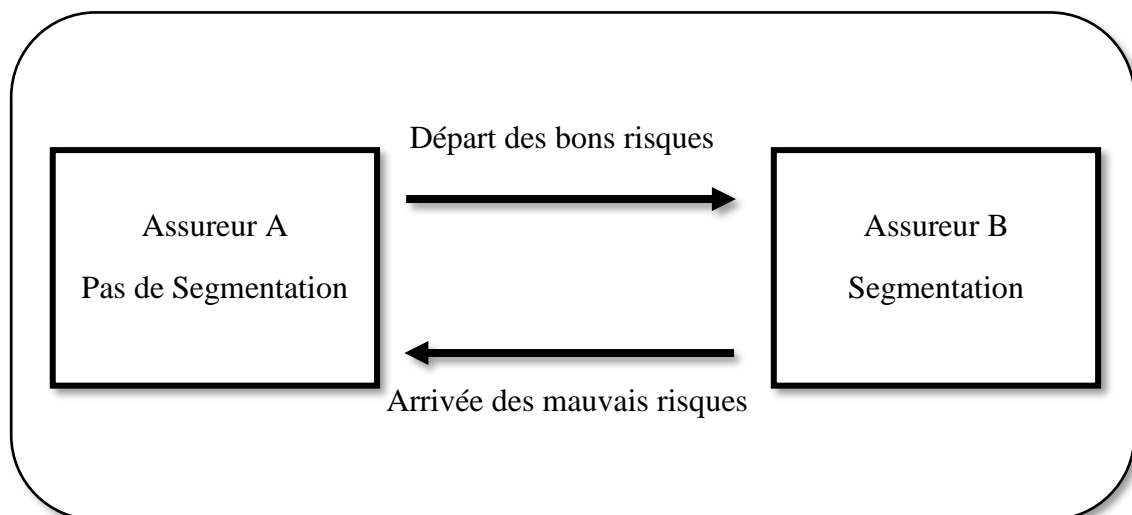 Départ des bons risques
Assureur A
Pas de Segmentation
Assureur B
Segmentation
Arrivée des mauvais risques